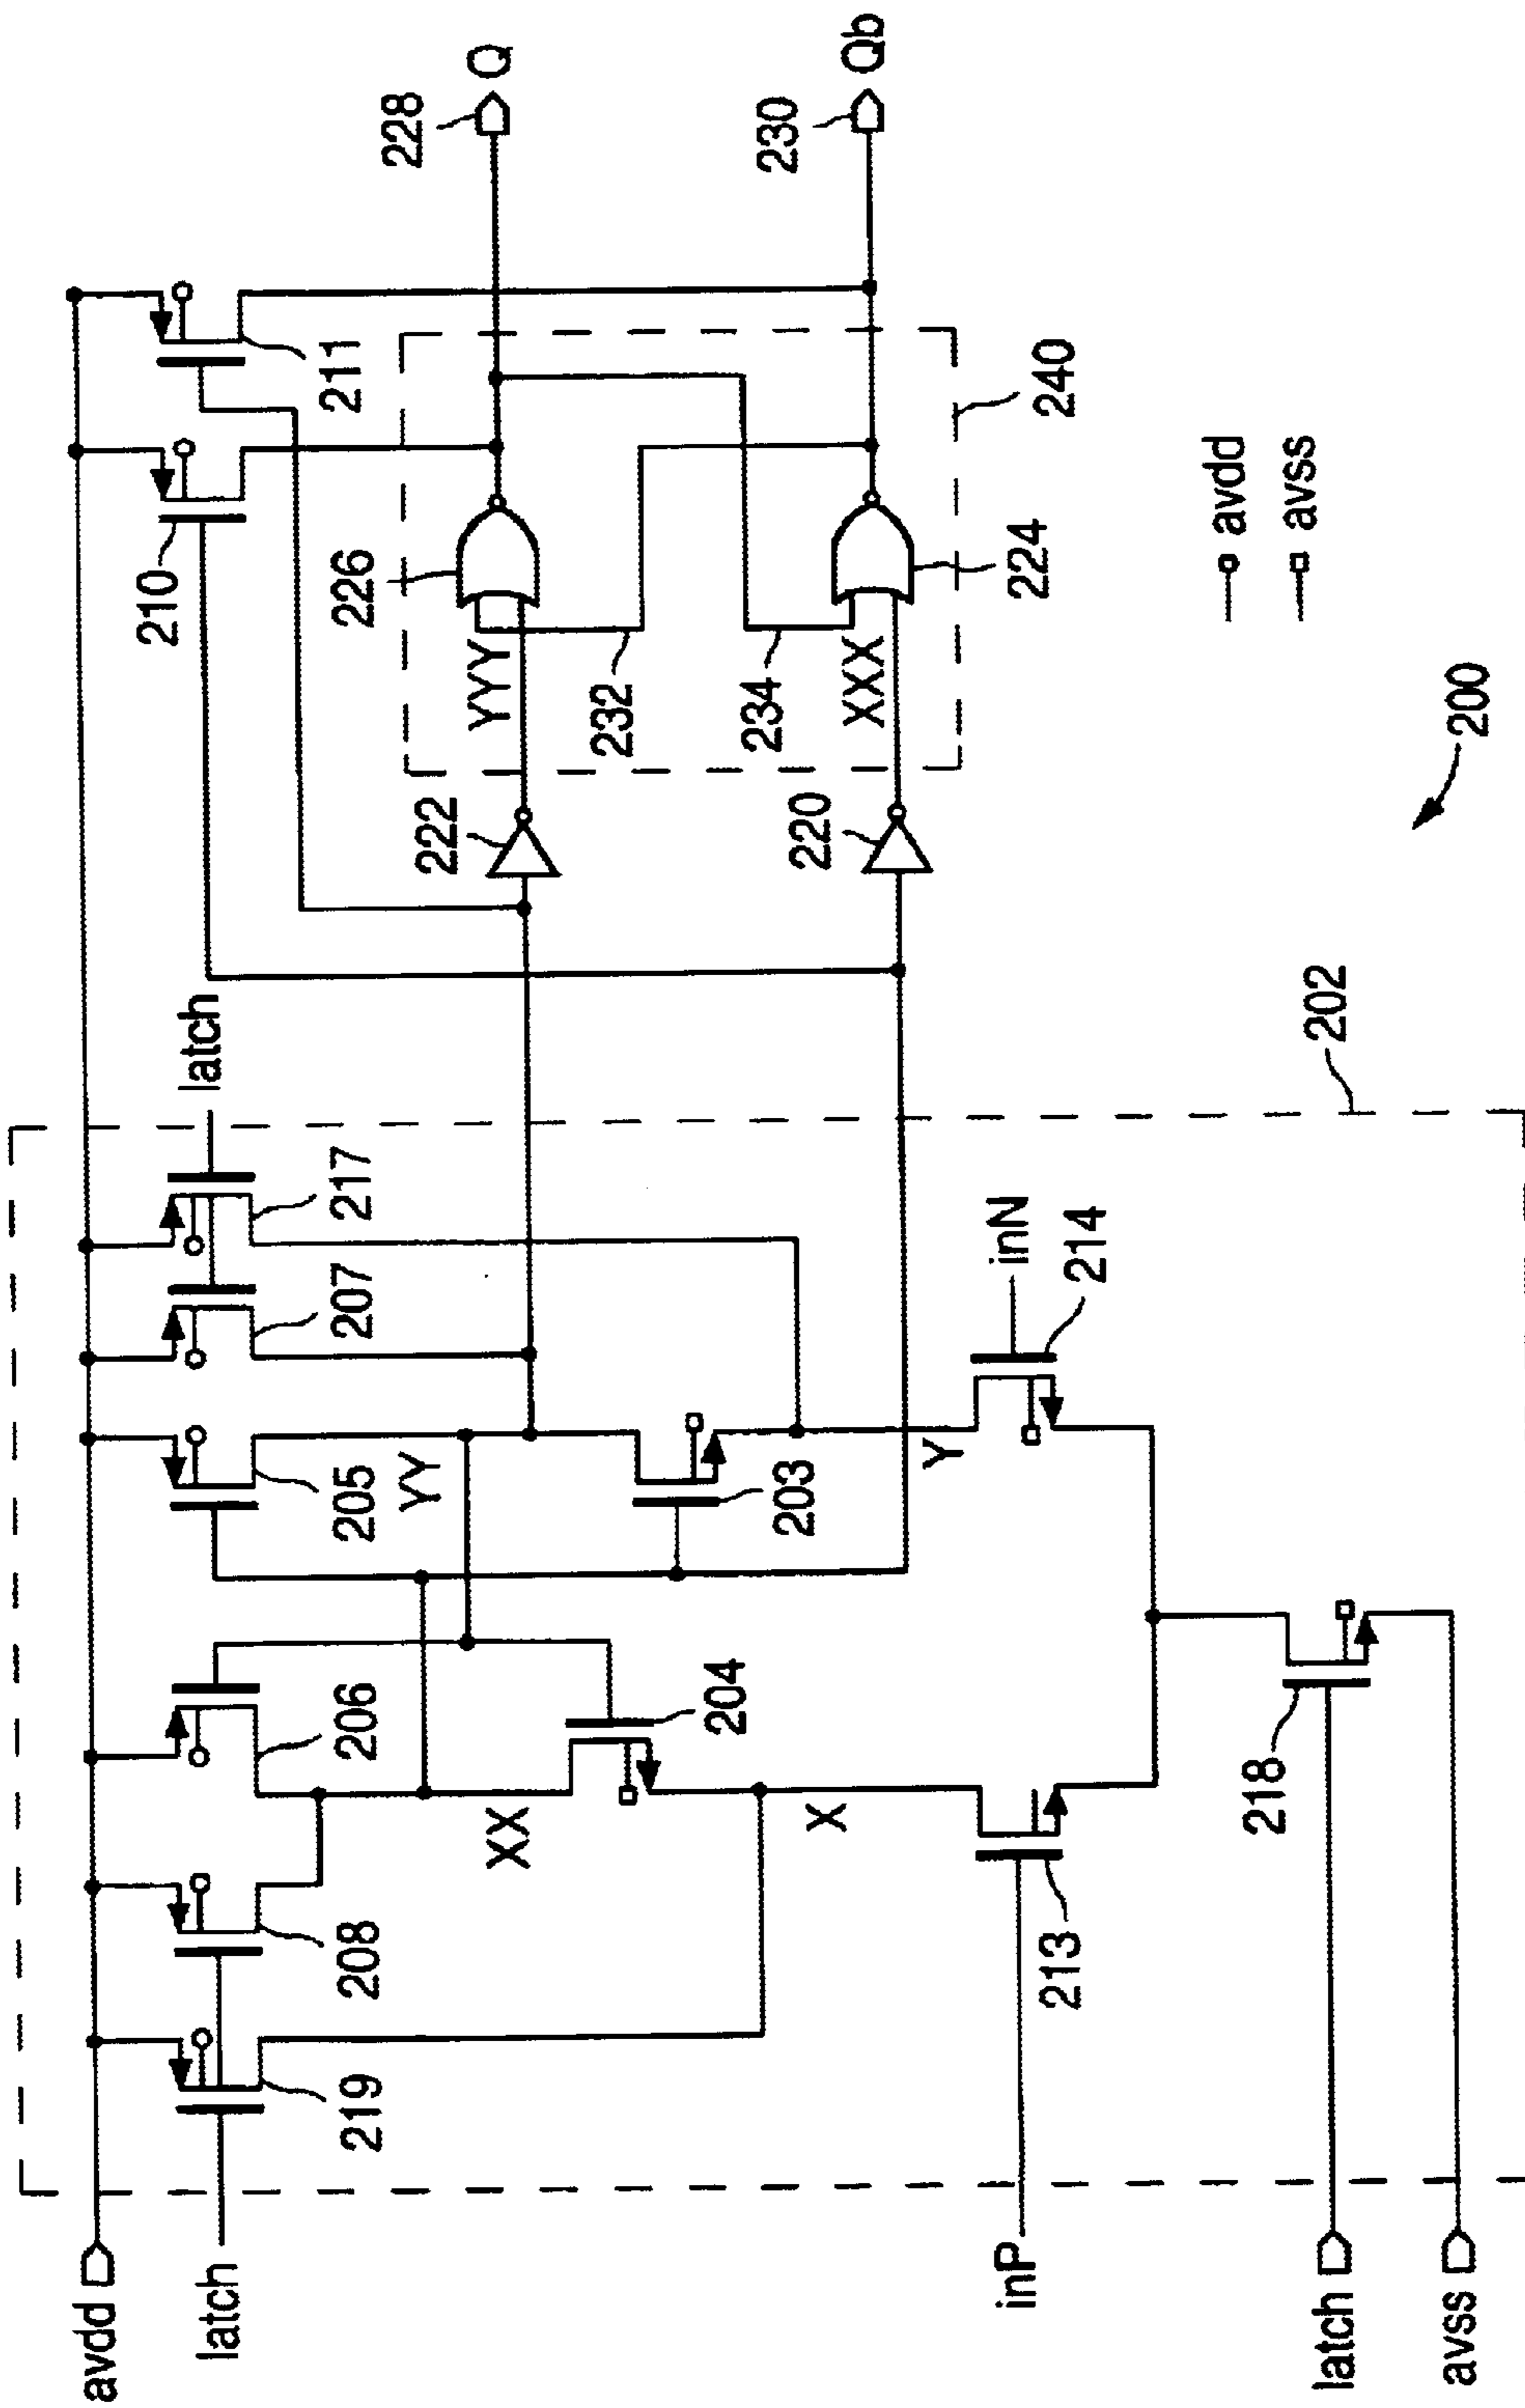 avdd
latch
219
208
206
205
207
217
latch
210
211
228
Q
YY
222
YYY
226
XX
204
203
232
234
240
X
Y
220
XXX
224
230
Qb
inP
213
214
inN
218
202
avdd
avss
latch
avss
200